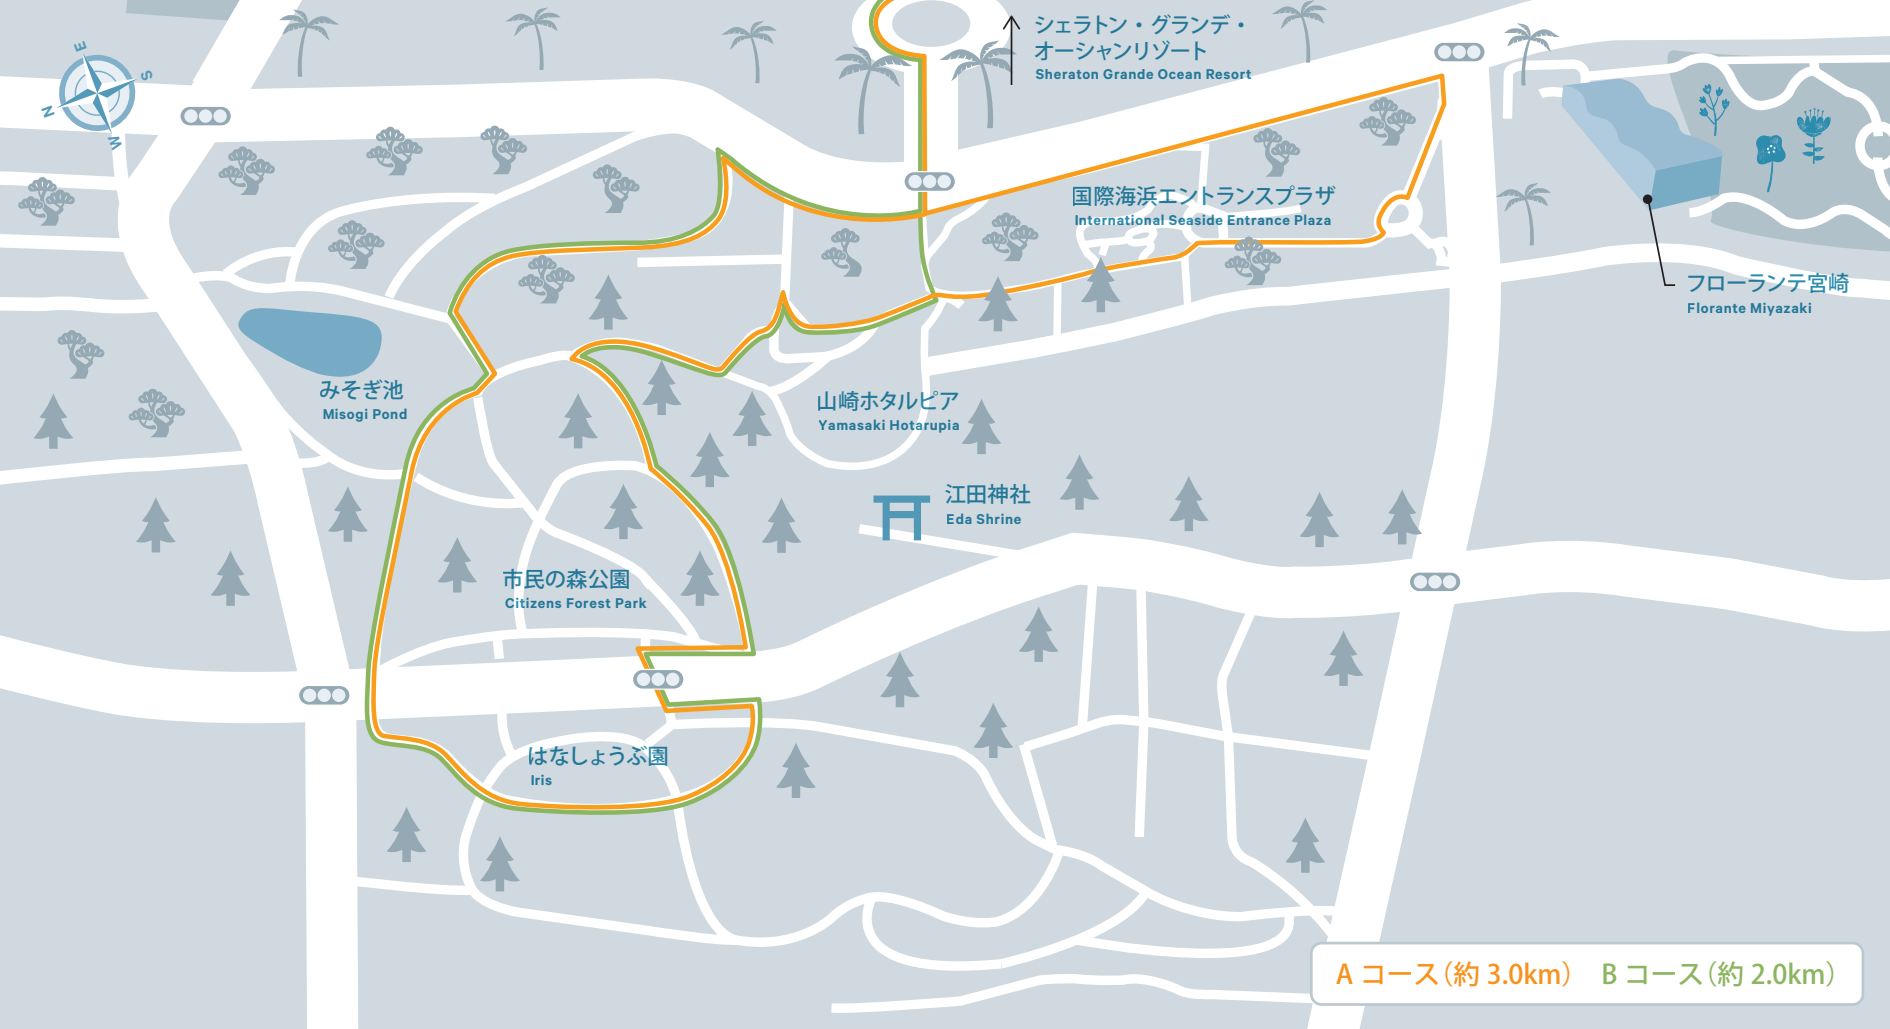 E
S
N
W
シェラトン・グランデ・
オーシャンリゾート
Sheraton Grande Ocean Resort
国際海浜エントランスプラザ
International Seaside Entrance Plaza
フローランテ宮崎
Florante Miyazaki
みそぎ池
Misogi Pond
山崎ホタルピア
Yamasaki Hotarupia
江田神社
Eda Shrine
市民の森公園
Citizens Forest Park
はなしょうぶ園
Iris
A コース（約 3.0km） B コース（約 2.0km）